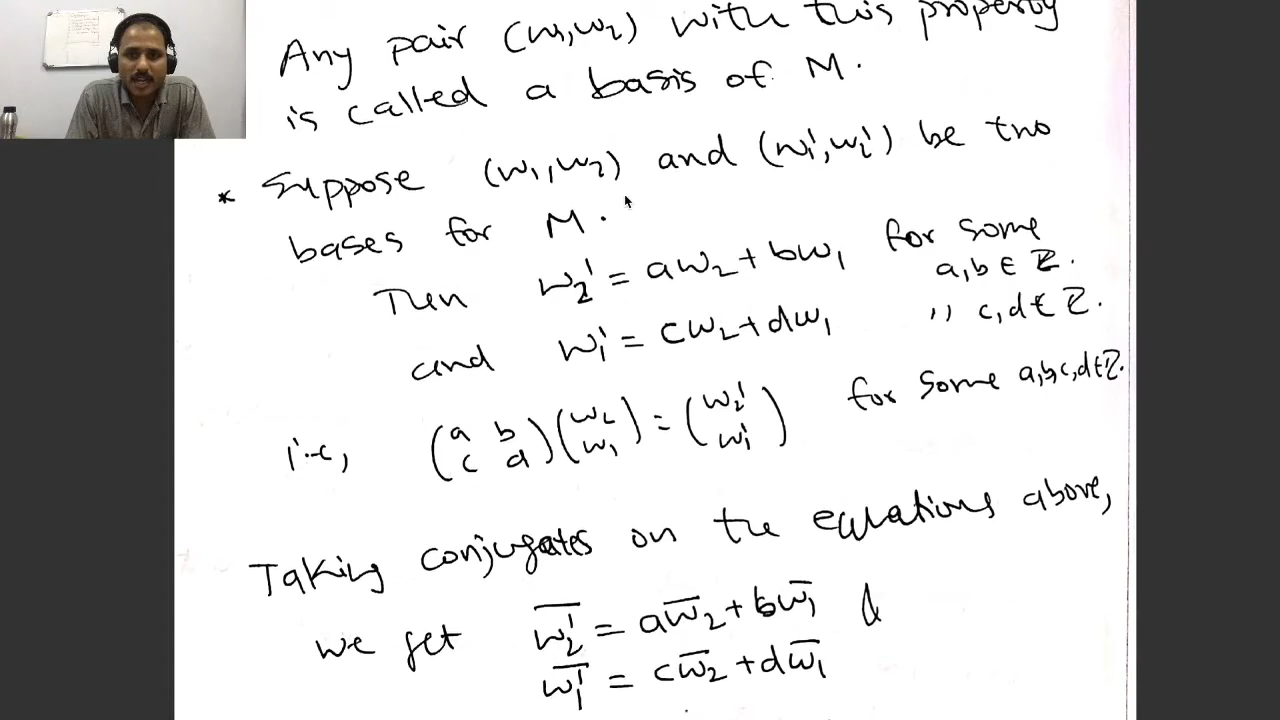 Any pair (w₁,w₂) with this property
is called a basis of M.
* Suppose (w₁,w₂) and (w₁',w₂') be two
bases for M.
Then w₂' = aw₂ + bw₁ for some
a,b ∈ ℤ.
and w₁' = cw₂ + dw₁ ,, c,d ∈ ℤ.
i.e, (a b
c d)(w₂
w₁) = (w₂'
w₁') for some a,b,c,d ∈ ℤ.
Taking conjugates on the equations above,
we get w̅₂' = aw̅₂ + bw̅₁ &
w̅₁' = cw̅₂ + dw̅₁